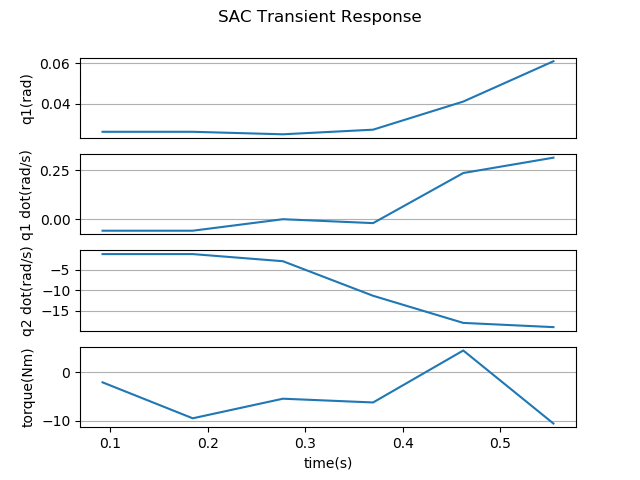 SAC Transient Response
q1(rad)
0.06
0.04
q1 dot(rad/s)
0.25
0.00
q2 dot(rad/s)
−5
−10
−15
torque(Nm)
0
−10
0.1 0.2 0.3 0.4 0.5
time(s)